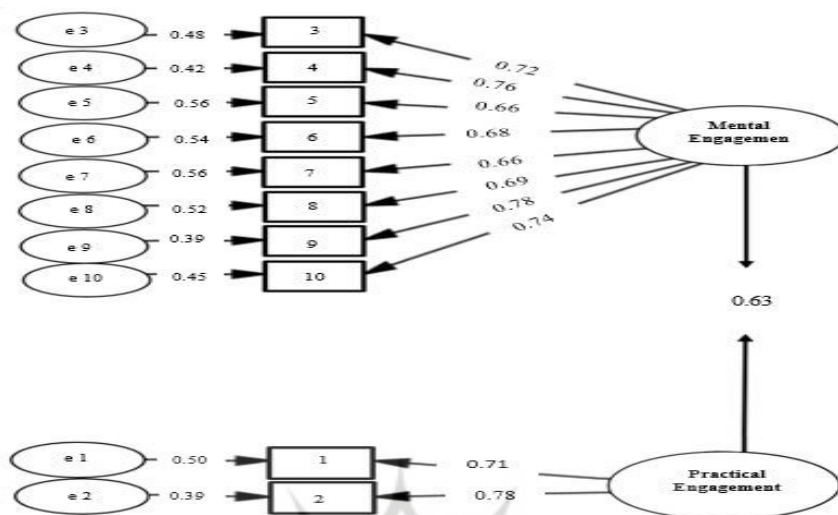 e 3 0.48 3 0.72
e 4 0.42 4 0.76
e 5 0.56 5 0.66
e 6 0.54 6 0.68
e 7 0.56 7 0.66
e 8 0.52 8 0.69
e 9 0.39 9 0.78
e 10 0.45 10 0.74
Mental
Engagemen
0.63
e 1 0.50 1 0.71
e 2 0.39 2 0.78
Practical
Engagement